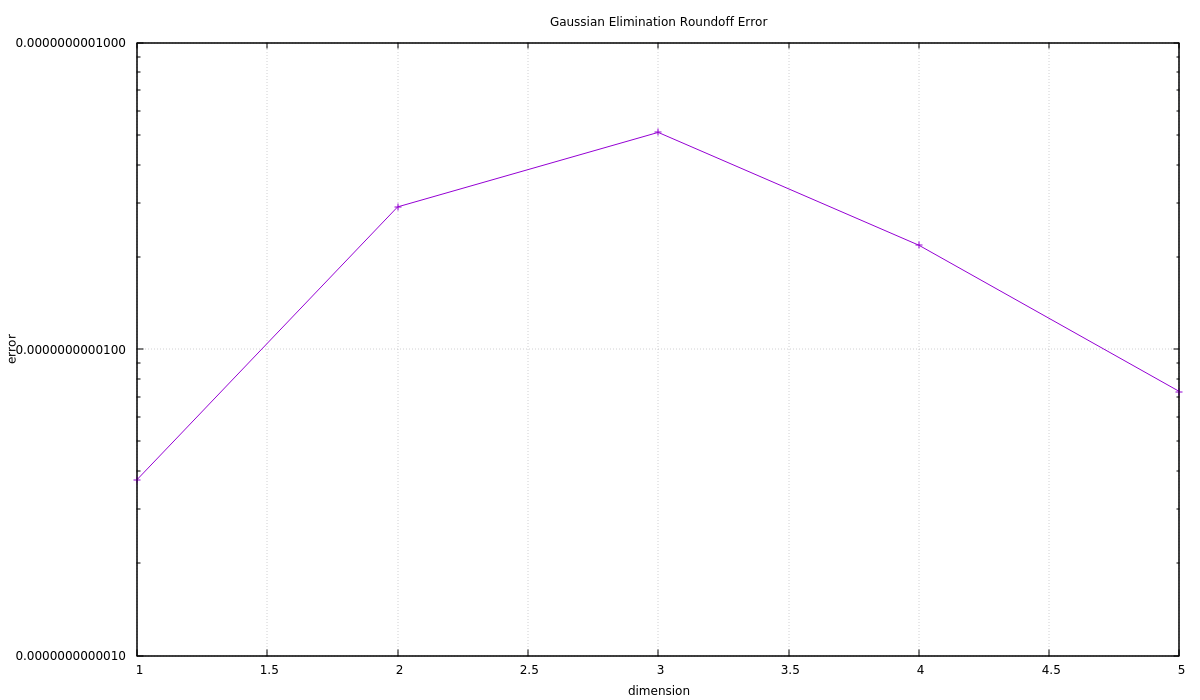 Gaussian Elimination Roundoff Error
0.0000000001000
error
0.0000000000100
0.0000000000010
1 1.5 2 2.5 3 3.5 4 4.5 5
dimension